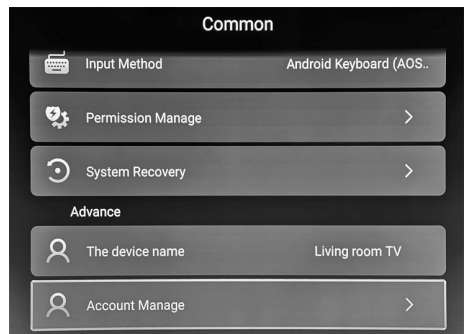 Common
Input Method Android Keyboard (AOS..
Permission Manage
System Recovery
Advance
The device name Living room TV
Account Manage